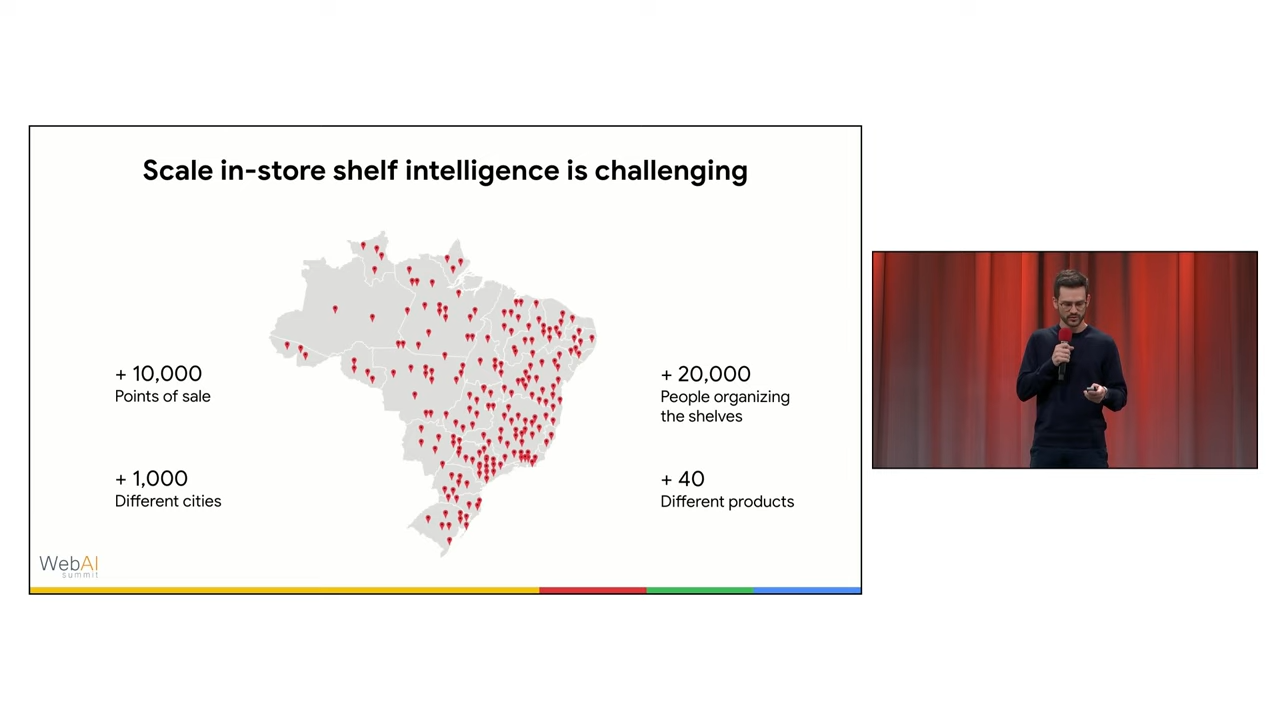 Scale in-store shelf intelligence is challenging
+ 10,000
Points of sale
+ 1,000
Different cities
+ 20,000
People organizing
the shelves
+ 40
Different products
WebAI
summit